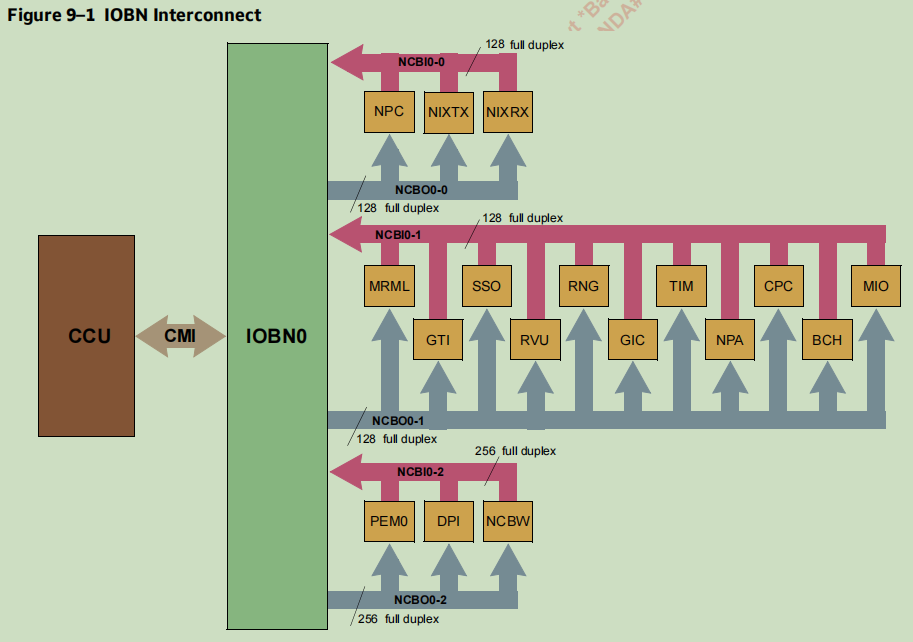 Figure 9–1 IOBN Interconnect
NDA#
128 full duplex
NCBI0-0
NPC NIXTX NIXRX
NCBO0-0
128 full duplex
128 full duplex
NCBI0-1
MRML SSO RNG TIM CPC MIO
GTI RVU GIC NPA BCH
CCU CMI IOBN0
NCBO0-1
128 full duplex
256 full duplex
NCBI0-2
PEM0 DPI NCBW
NCBO0-2
256 full duplex